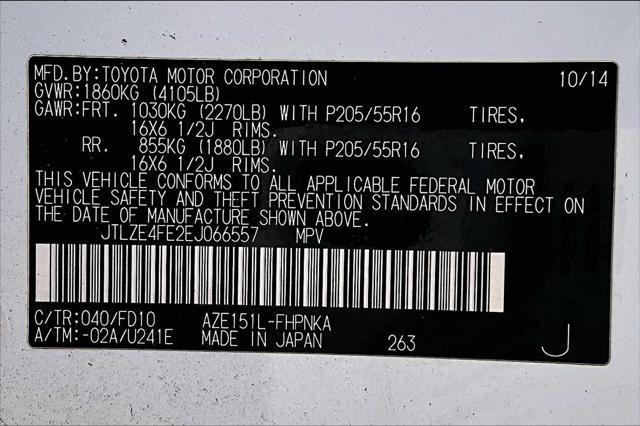 MFD.BY:TOYOTA MOTOR CORPORATION 10/14
GVWR:1860KG (4105LB)
GAWR:FRT. 1030KG (2270LB) WITH P205/55R16 TIRES,
16X6 1/2J RIMS.
RR. 855KG (1880LB) WITH P205/55R16 TIRES,
16X6 1/2J RIMS.
THIS VEHICLE CONFORMS TO ALL APPLICABLE FEDERAL MOTOR
VEHICLE SAFETY AND THEFT PREVENTION STANDARDS IN EFFECT ON
THE DATE OF MANUFACTURE SHOWN ABOVE.
JTLZE4FE2EJ066557 MPV
C/TR:040/FD10 AZE151L-FHPNKA
A/TM:-02A/U241E MADE IN JAPAN 263 J